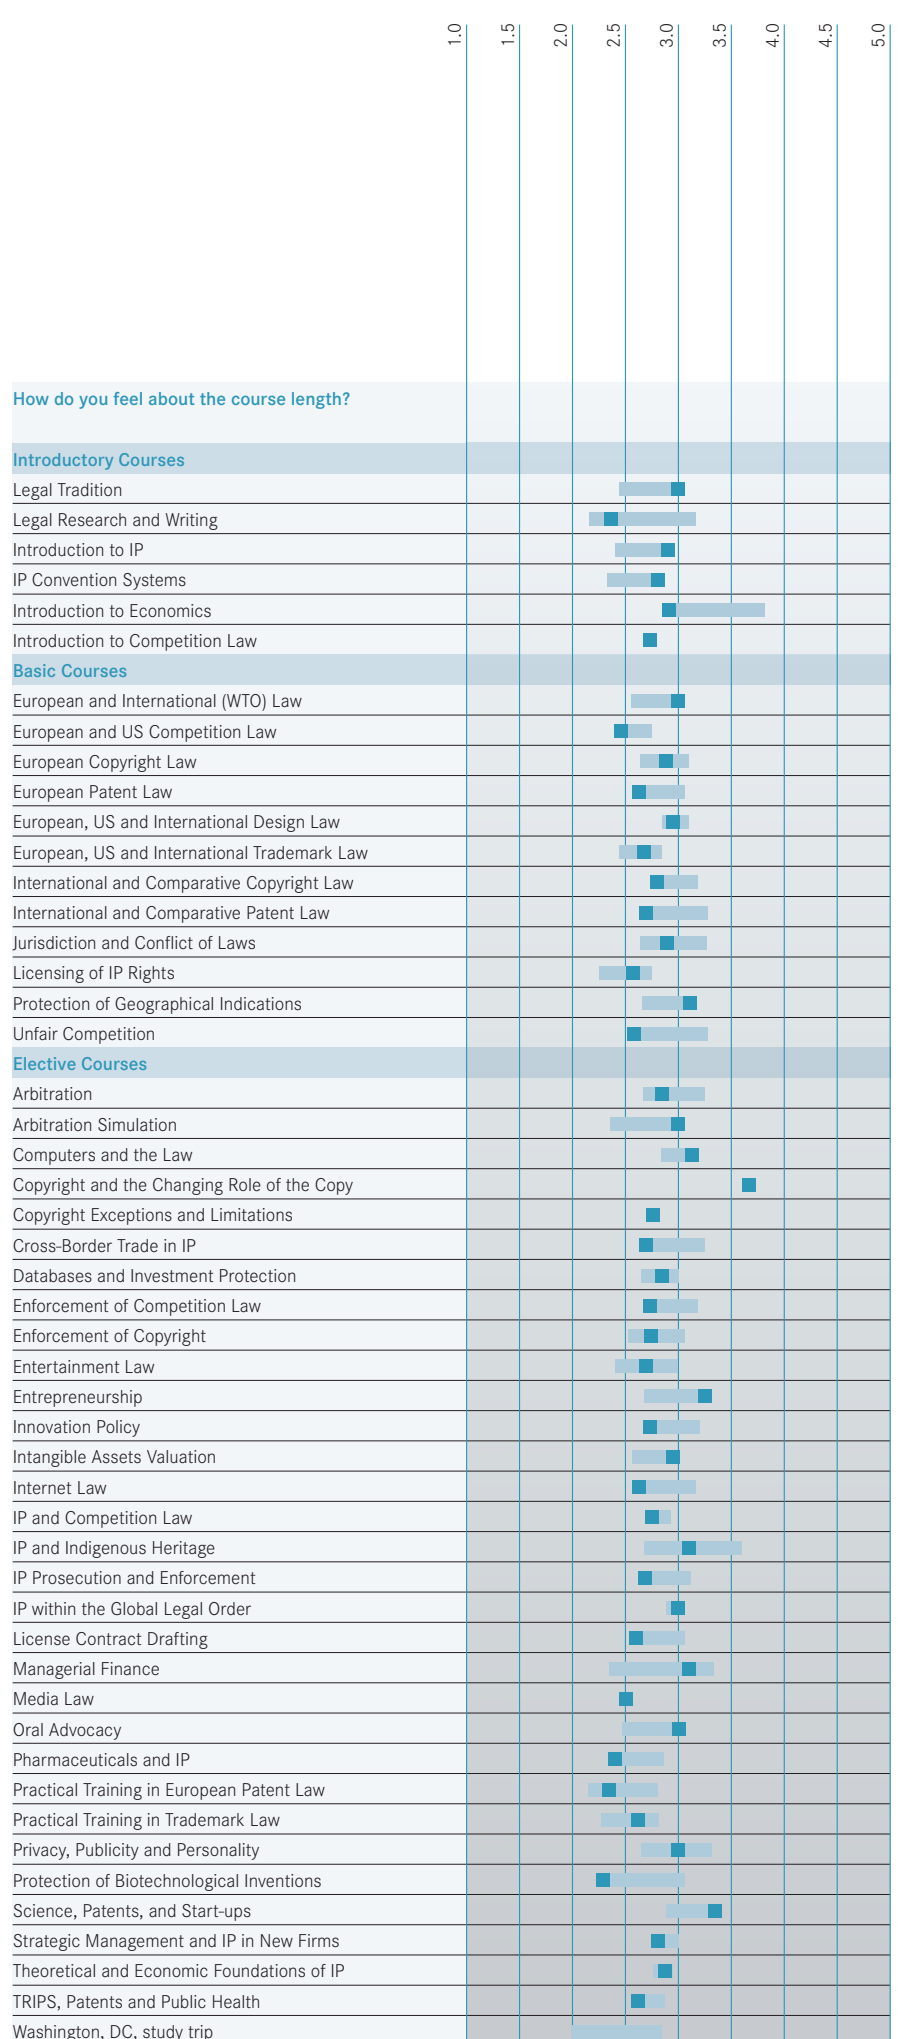 1.0 1.5 2.0 2.5 3.0 3.5 4.0 4.5 5.0
How do you feel about the course length?
Introductory Courses
Legal Tradition
Legal Research and Writing
Introduction to IP
IP Convention Systems
Introduction to Economics
Introduction to Competition Law
Basic Courses
European and International (WTO) Law
European and US Competition Law
European Copyright Law
European Patent Law
European, US and International Design Law
European, US and International Trademark Law
International and Comparative Copyright Law
International and Comparative Patent Law
Jurisdiction and Conflict of Laws
Licensing of IP Rights
Protection of Geographical Indications
Unfair Competition
Elective Courses
Arbitration
Arbitration Simulation
Computers and the Law
Copyright and the Changing Role of the Copy
Copyright Exceptions and Limitations
Cross-Border Trade in IP
Databases and Investment Protection
Enforcement of Competition Law
Enforcement of Copyright
Entertainment Law
Entrepreneurship
Innovation Policy
Intangible Assets Valuation
Internet Law
IP and Competition Law
IP and Indigenous Heritage
IP Prosecution and Enforcement
IP within the Global Legal Order
License Contract Drafting
Managerial Finance
Media Law
Oral Advocacy
Pharmaceuticals and IP
Practical Training in European Patent Law
Practical Training in Trademark Law
Privacy, Publicity and Personality
Protection of Biotechnological Inventions
Science, Patents, and Start-ups
Strategic Management and IP in New Firms
Theoretical and Economic Foundations of IP
TRIPS, Patents and Public Health
Washington, DC, study trip